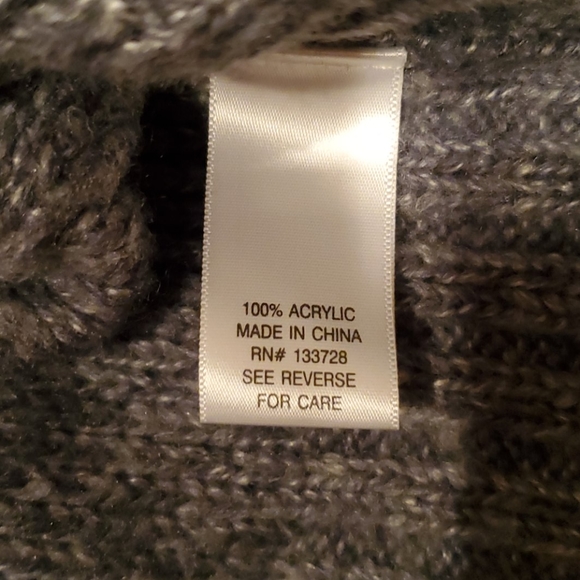 100% ACRYLIC
MADE IN CHINA
RN# 133728
SEE REVERSE
FOR CARE